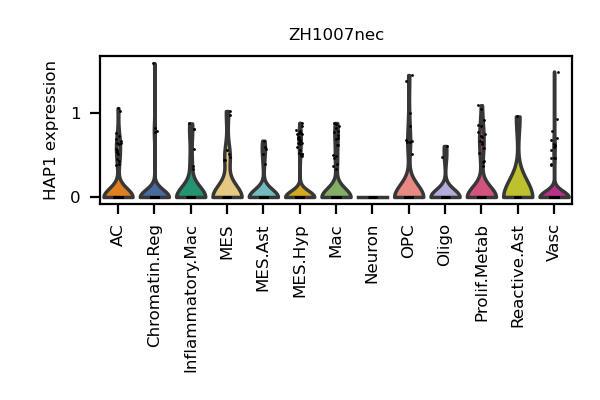 ZH1007nec
HAP1 expression
1
0
AC
Chromatin.Reg
Inflammatory.Mac
MES
MES.Ast
MES.Hyp
Mac
Neuron
OPC
Oligo
Prolif.Metab
Reactive.Ast
Vasc